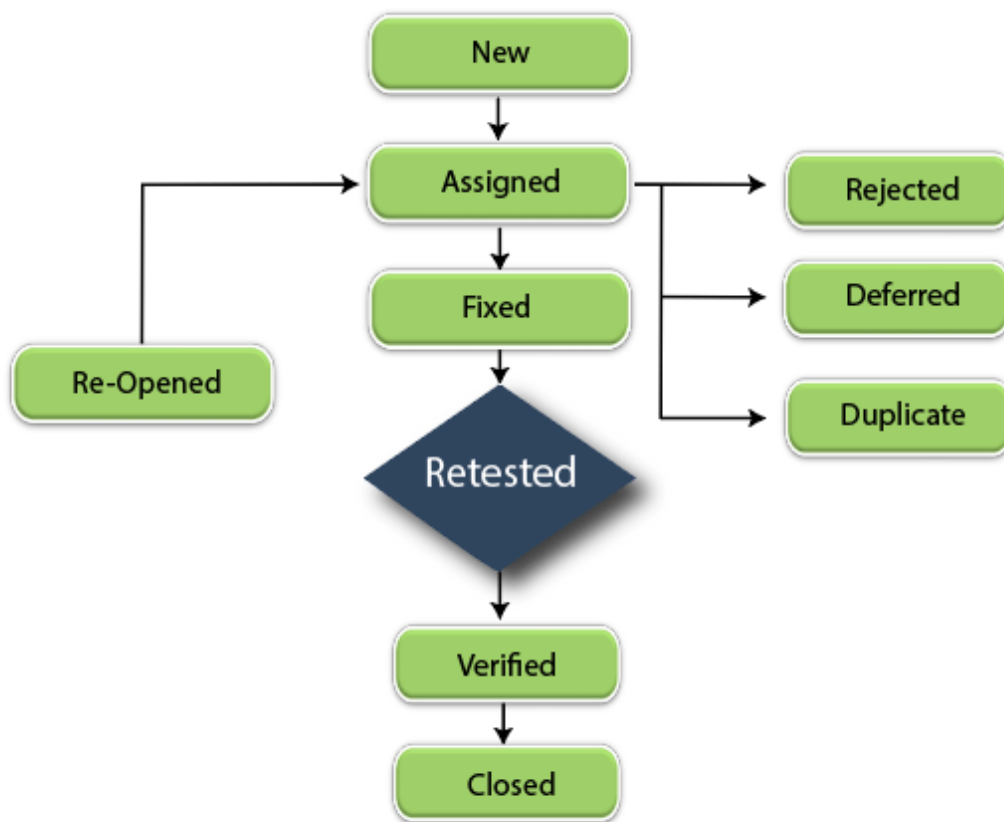 New
Assigned
Rejected
Fixed
Deferred
Re-Opened
Duplicate
Retested
Verified
Closed